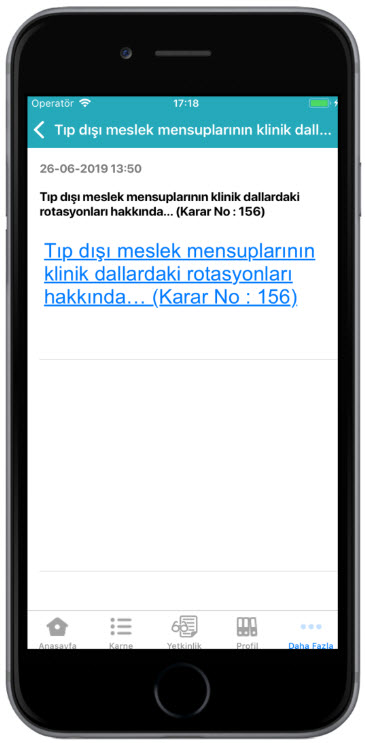 Operatör 17:18
Tıp dışı meslek mensuplarının klinik dall...
26-06-2019 13:50
Tıp dışı meslek mensuplarının klinik dallardaki
rotasyonları hakkında... (Karar No : 156)
Tıp dışı meslek mensuplarının
klinik dallardaki rotasyonları
hakkında… (Karar No : 156)
Anasayfa Karne Yetkinlik Profil Daha Fazla